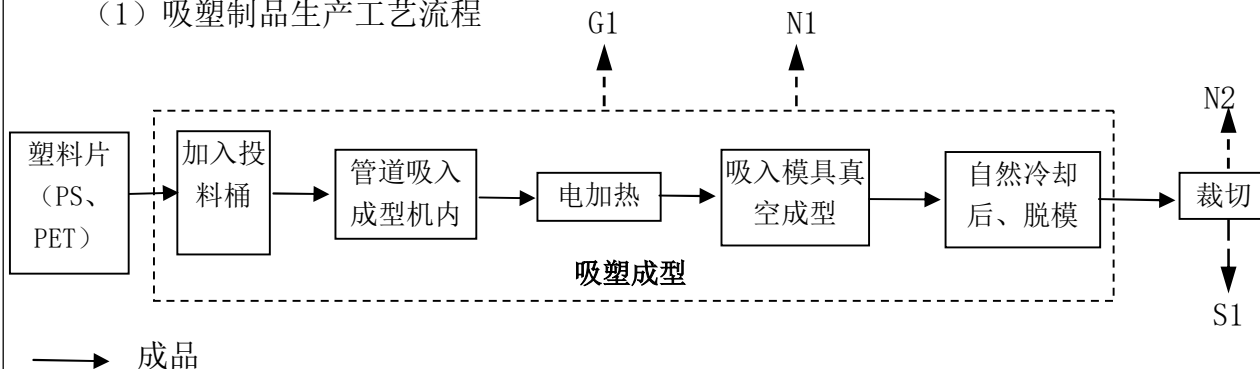 （1）吸塑制品生产工艺流程
G1
N1
N2
塑料片
（PS、
PET）
加入投
料桶
管道吸入
成型机内
电加热
吸入模具真
空成型
自然冷却
后、脱模
裁切
吸塑成型
S1
成品